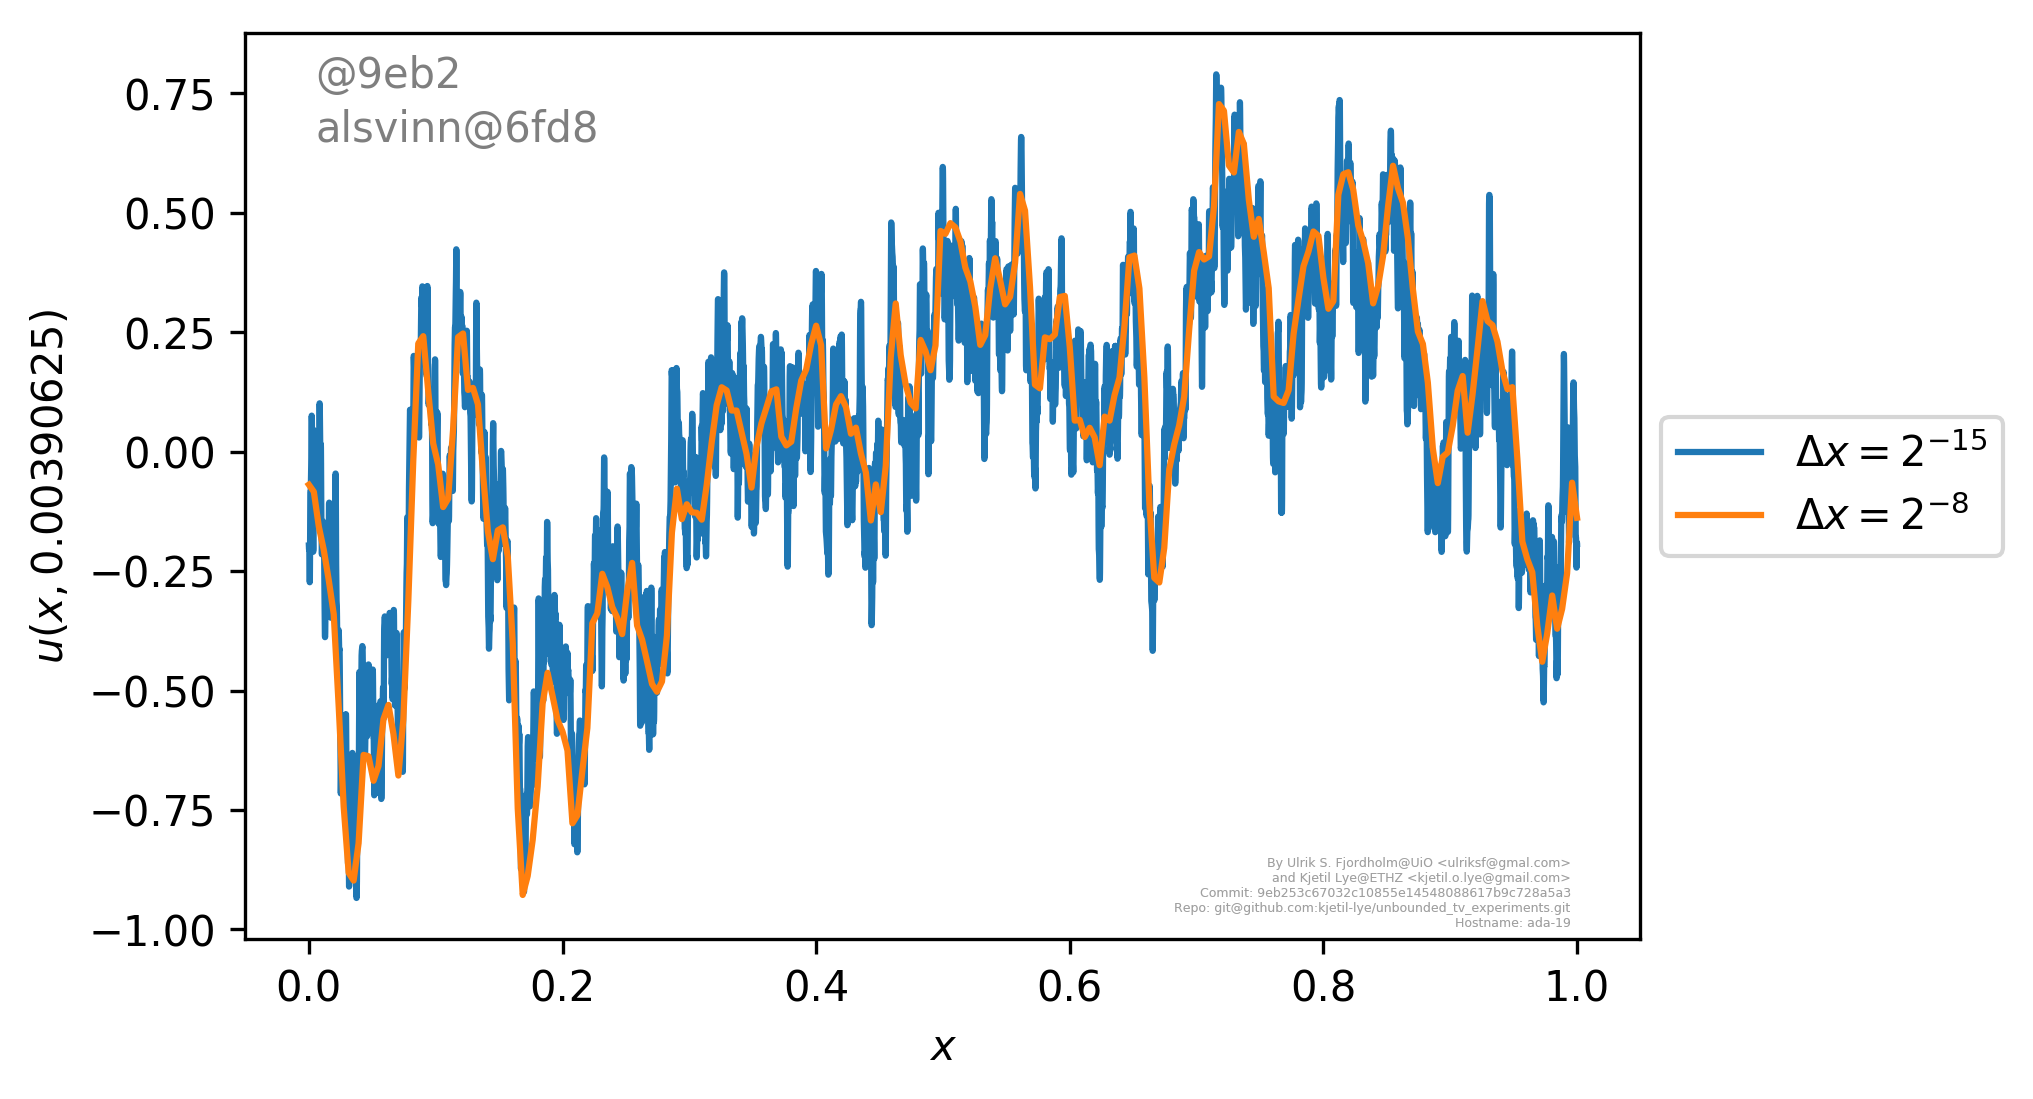 @9eb2
alsvinn@6fd8
0.75
0.50
0.25
0.00
−0.25
−0.50
−0.75
−1.00
u(x, 0.00390625)
0.0 0.2 0.4 0.6 0.8 1.0
x
Δx = 2⁻¹⁵
Δx = 2⁻⁸
By Ulrik S. Fjordholm@UiO <ulriksf@gmal.com>
and Kjetil Lye@ETHZ <kjetil.o.lye@gmail.com>
Commit: 9eb253c67032c10855e14548088617b9c728a5a3
Repo: git@github.com:kjetil-lye/unbounded_tv_experiments.git
Hostname: ada-19